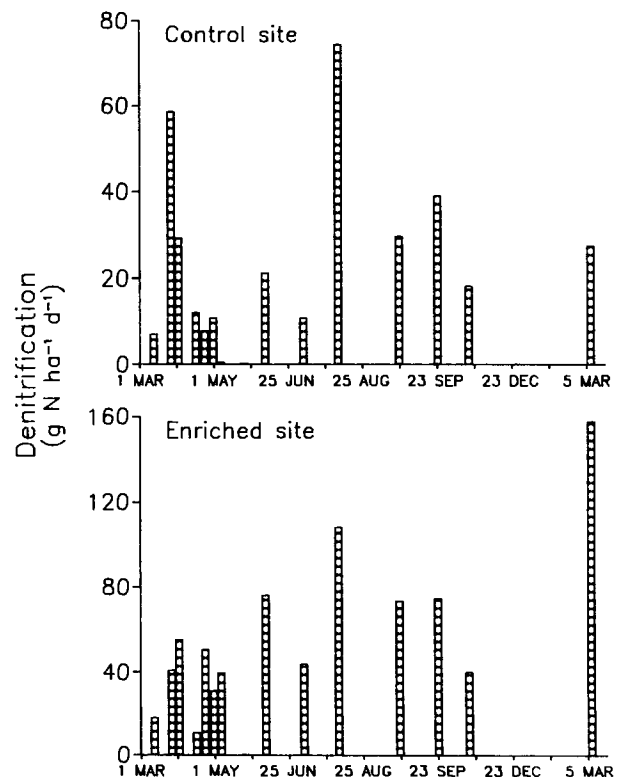 80
Control site
60
40
20
0
1 MAR 1 MAY 25 JUN 25 AUG 23 SEP 23 DEC 5 MAR
Denitrification
(g N ha⁻¹ d⁻¹)
160
Enriched site
120
80
40
0
1 MAR 1 MAY 25 JUN 25 AUG 23 SEP 23 DEC 5 MAR